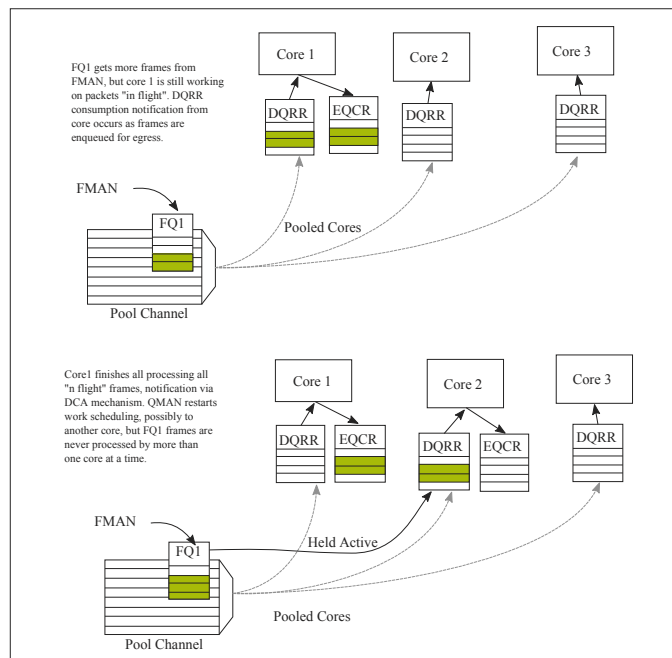 FQ1 gets more frames from
FMAN, but core 1 is still working
on packets "in flight". DQRR
consumption notification from
core occurs as frames are
enqueued for egress.
Core 1
Core 2
Core 3
DQRR
EQCR
DQRR
DQRR
FMAN
FQ1
Pooled Cores
Pool Channel
Core1 finishes all processing all
"n flight" frames, notification via
DCA mechanism. QMAN restarts
work scheduling, possibly to
another core, but FQ1 frames are
never processed by more than
one core at a time.
Core 1
Core 2
Core 3
DQRR
EQCR
DQRR
EQCR
DQRR
FMAN
FQ1
Held Active
Pooled Cores
Pool Channel